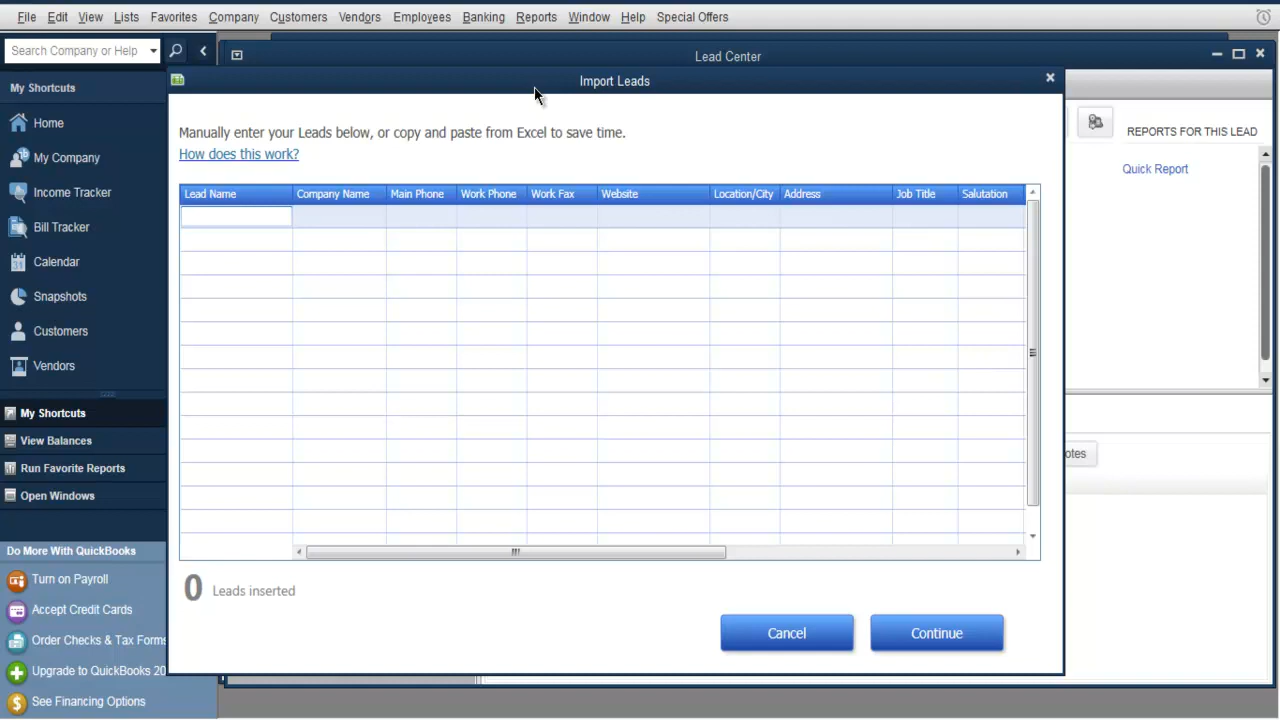 File Edit View Lists Favorites Company Customers Vendors Employees Banking Reports Window Help Special Offers
Search Company or Help
Lead Center
My Shortcuts
Home
My Company
Income Tracker
Bill Tracker
Calendar
Snapshots
Customers
Vendors
My Shortcuts
View Balances
Run Favorite Reports
Open Windows
Do More With QuickBooks
Turn on Payroll
Accept Credit Cards
Order Checks & Tax Forms
Upgrade to QuickBooks 20
See Financing Options
Import Leads
Manually enter your Leads below, or copy and paste from Excel to save time.
How does this work?
Lead Name Company Name Main Phone Work Phone Work Fax Website Location/City Address Job Title Salutation
0 Leads inserted
Cancel Continue
REPORTS FOR THIS LEAD
Quick Report
otes